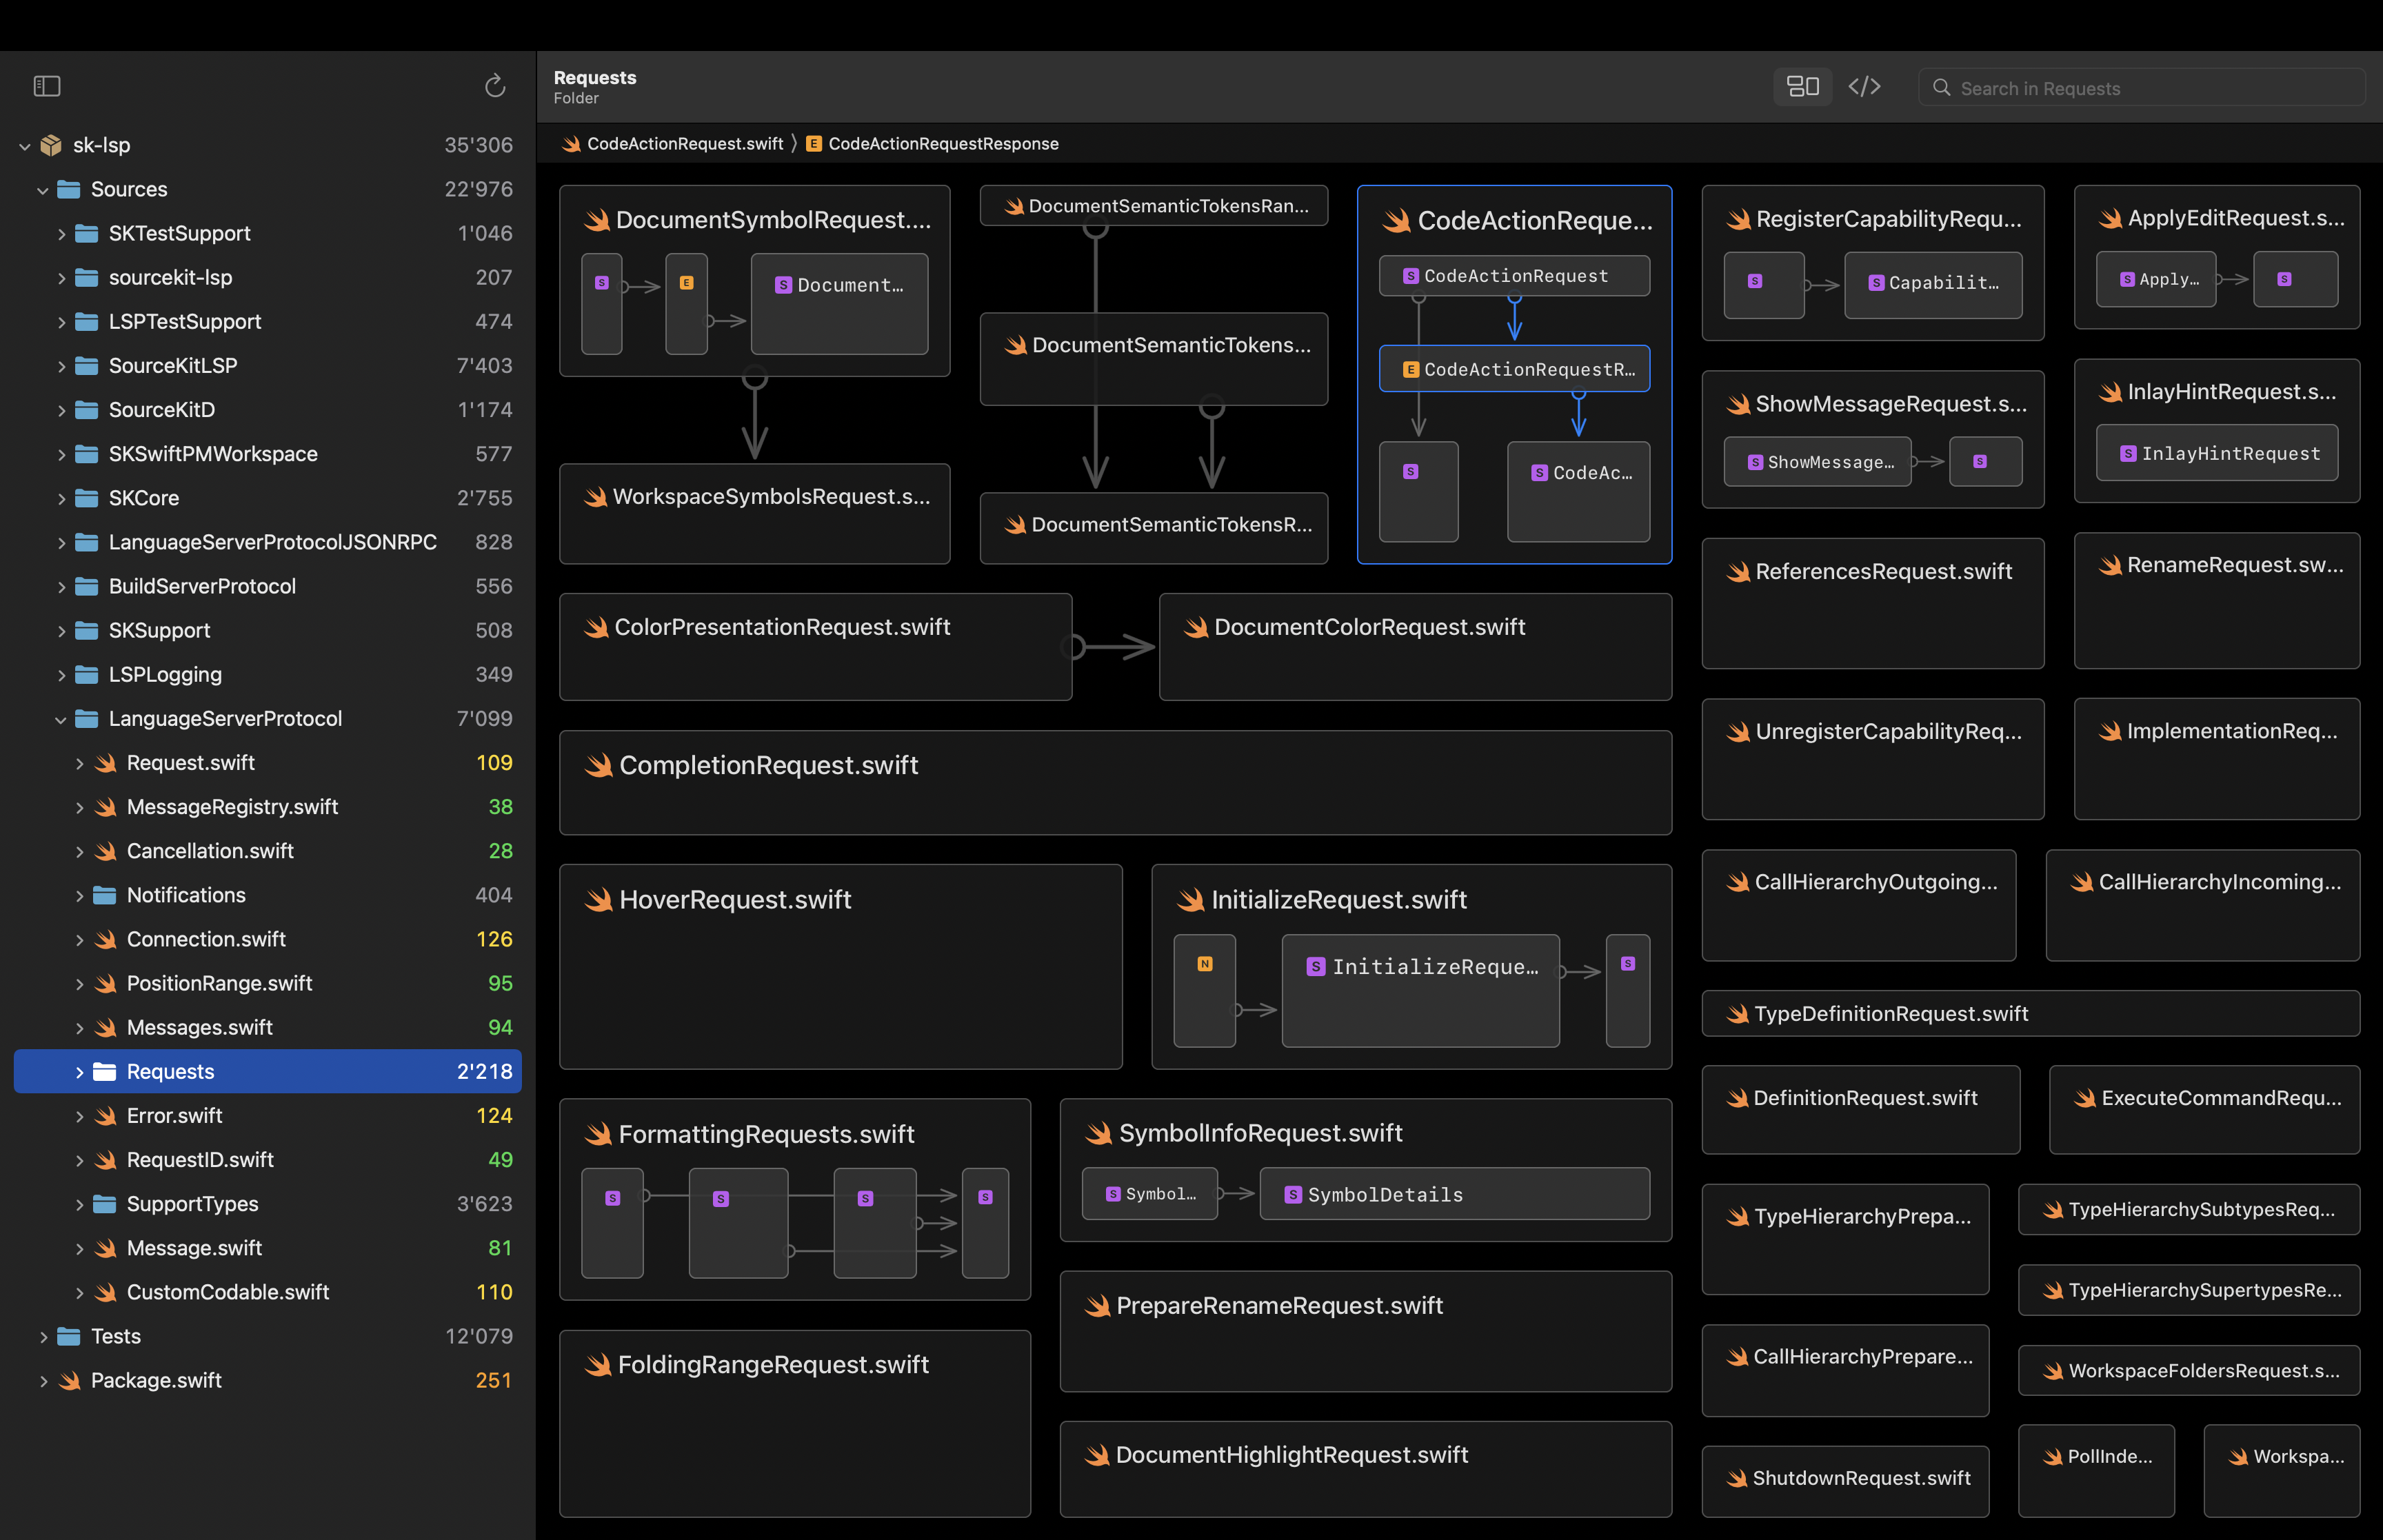 Requests
Folder
Search in Requests
CodeActionRequest.swift
E CodeActionRequestResponse
sk-lsp 35'306
Sources 22'976
SKTestSupport 1'046
sourcekit-lsp 207
LSPTestSupport 474
SourceKitLSP 7'403
SourceKitD 1'174
SKSwiftPMWorkspace 577
SKCore 2'755
LanguageServerProtocolJSONRPC 828
BuildServerProtocol 556
SKSupport 508
LSPLogging 349
LanguageServerProtocol 7'099
Request.swift 109
MessageRegistry.swift 38
Cancellation.swift 28
Notifications 404
Connection.swift 126
PositionRange.swift 95
Messages.swift 94
Requests 2'218
Error.swift 124
RequestID.swift 49
SupportTypes 3'623
Message.swift 81
CustomCodable.swift 110
Tests 12'079
Package.swift 251
DocumentSymbolRequest....
S
E
S Document...
WorkspaceSymbolsRequest.s...
DocumentSemanticTokensRan...
DocumentSemanticTokens...
DocumentSemanticTokensR...
CodeActionReque...
S CodeActionRequest
E CodeActionRequestR...
S
S CodeAc...
ColorPresentationRequest.swift
DocumentColorRequest.swift
CompletionRequest.swift
HoverRequest.swift
InitializeRequest.swift
N
S InitializeReque...
S
FormattingRequests.swift
S
S
S
S
FoldingRangeRequest.swift
SymbolInfoRequest.swift
S Symbol...
S SymbolDetails
PrepareRenameRequest.swift
DocumentHighlightRequest.swift
RegisterCapabilityRequ...
S
S Capabilit...
ApplyEditRequest.s...
S Apply...
S
ShowMessageRequest.s...
S ShowMessage...
S
InlayHintRequest.s...
S InlayHintRequest
ReferencesRequest.swift
RenameRequest.sw...
UnregisterCapabilityReq...
ImplementationReq...
CallHierarchyOutgoing...
CallHierarchyIncoming...
TypeDefinitionRequest.swift
DefinitionRequest.swift
ExecuteCommandRequ...
TypeHierarchyPrepa...
TypeHierarchySubtypesReq...
TypeHierarchySupertypesRe...
CallHierarchyPrepare...
WorkspaceFoldersRequest.s...
ShutdownRequest.swift
PollInde...
Workspa...